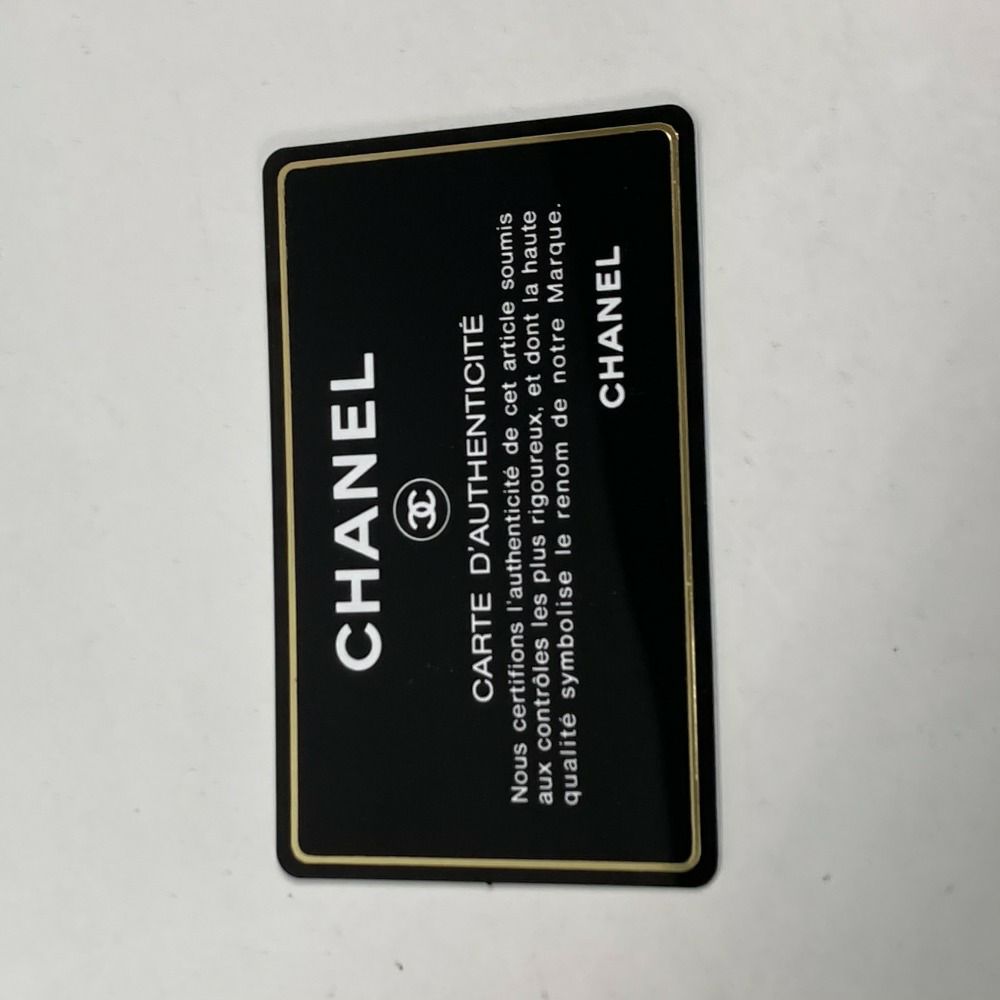 CHANEL
CARTE D'AUTHENTICITÉ
Nous certifions l'authenticité de cet article soumis
aux contrôles les plus rigoureux, et dont la haute
qualité symbolise le renom de notre Marque.
CHANEL